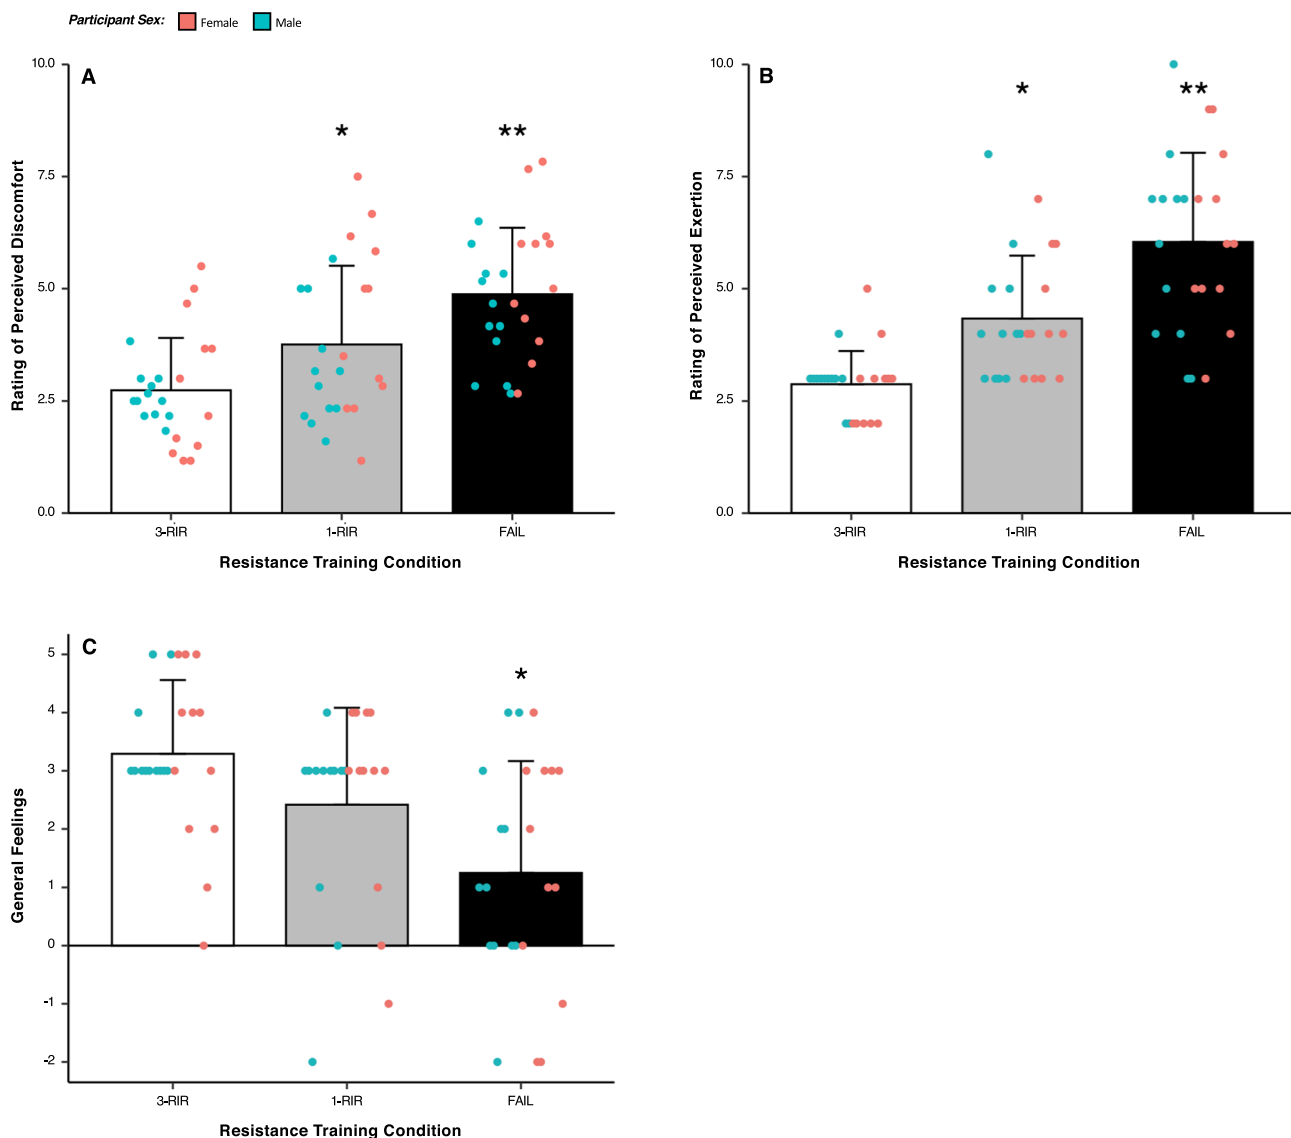 Participant Sex: Female Male
A
Rating of Perceived Discomfort
10.0
7.5
5.0
2.5
0.0
*
**
3-RIR 1-RIR FAIL
Resistance Training Condition
B
Rating of Perceived Exertion
10.0
7.5
5.0
2.5
0.0
*
**
3-RIR 1-RIR FAIL
Resistance Training Condition
C
General Feelings
5
4
3
2
1
0
-1
-2
*
3-RIR 1-RIR FAIL
Resistance Training Condition